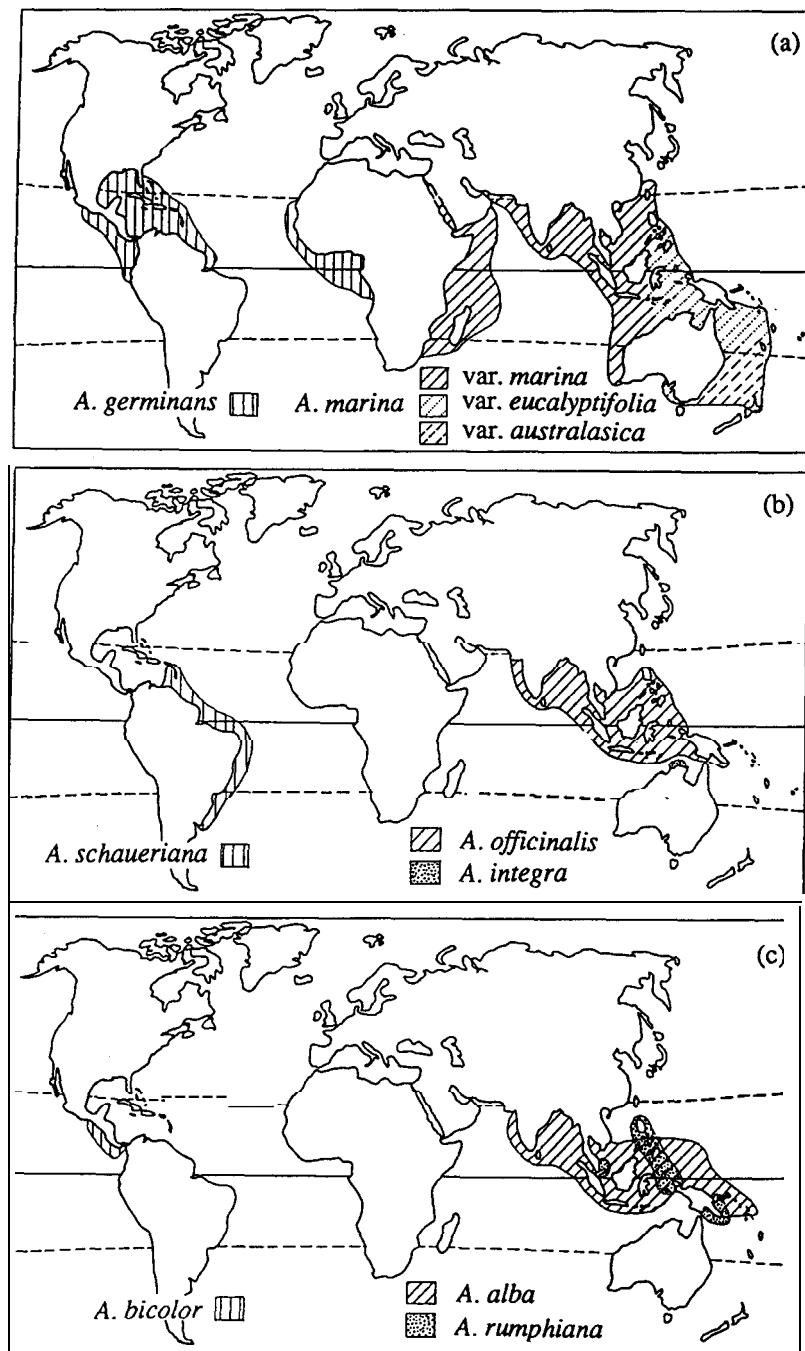 (a)
A. germinans A. marina var. marina
var. eucalyptifolia
var. australasica
(b)
A. schaueriana A. officinalis
A. integra
(c)
A. bicolor A. alba
A. rumphiana